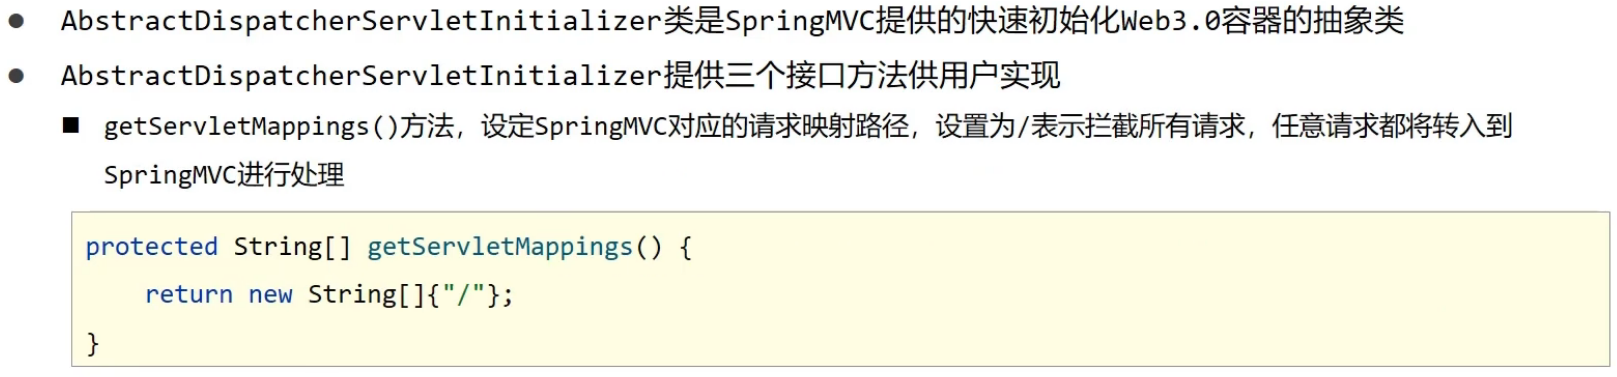 ● AbstractDispatcherServletInitializer类是SpringMVC提供的快速初始化Web3.0容器的抽象类
● AbstractDispatcherServletInitializer提供三个接口方法供用户实现
■ getServletMappings()方法，设定SpringMVC对应的请求映射路径，设置为/表示拦截所有请求，任意请求都将转入到
SpringMVC进行处理
protected String[] getServletMappings() {
    return new String[]{"/"};
}